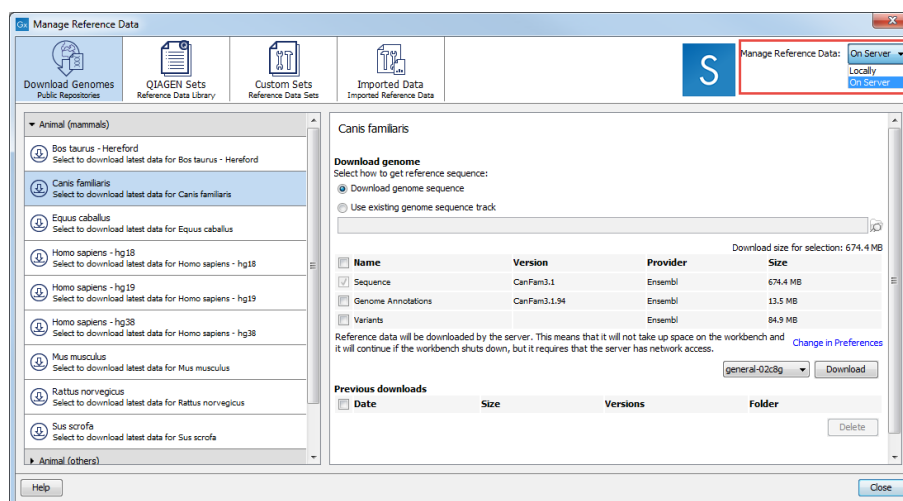 Gx Manage Reference Data
Download Genomes
Public Repositories
QIAGEN Sets
Reference Data Library
Custom Sets
Reference Data Sets
Imported Data
Imported Reference Data
S
Manage Reference Data: On Server
Locally
On Server
Animal (mammals)
Bos taurus - Hereford
Select to download latest data for Bos taurus - Hereford
Canis familiaris
Select to download latest data for Canis familiaris
Equus caballus
Select to download latest data for Equus caballus
Homo sapiens - hg18
Select to download latest data for Homo sapiens - hg18
Homo sapiens - hg19
Select to download latest data for Homo sapiens - hg19
Homo sapiens - hg38
Select to download latest data for Homo sapiens - hg38
Mus musculus
Select to download latest data for Mus musculus
Rattus norvegicus
Select to download latest data for Rattus norvegicus
Sus scrofa
Select to download latest data for Sus scrofa
Animal (others)
Canis familiaris
Download genome
Select how to get reference sequence:
Download genome sequence
Use existing genome sequence track
Download size for selection: 674.4 MB
Name Version Provider Size
Sequence CanFam3.1 Ensembl 674.4 MB
Genome Annotations CanFam3.1.94 Ensembl 13.5 MB
Variants Ensembl 84.9 MB
Reference data will be downloaded by the server. This means that it will not take up space on the workbench and
it will continue if the workbench shuts down, but it requires that the server has network access.
Change in Preferences
general-02c8g Download
Previous downloads
Date Size Versions Folder
Delete
Help Close